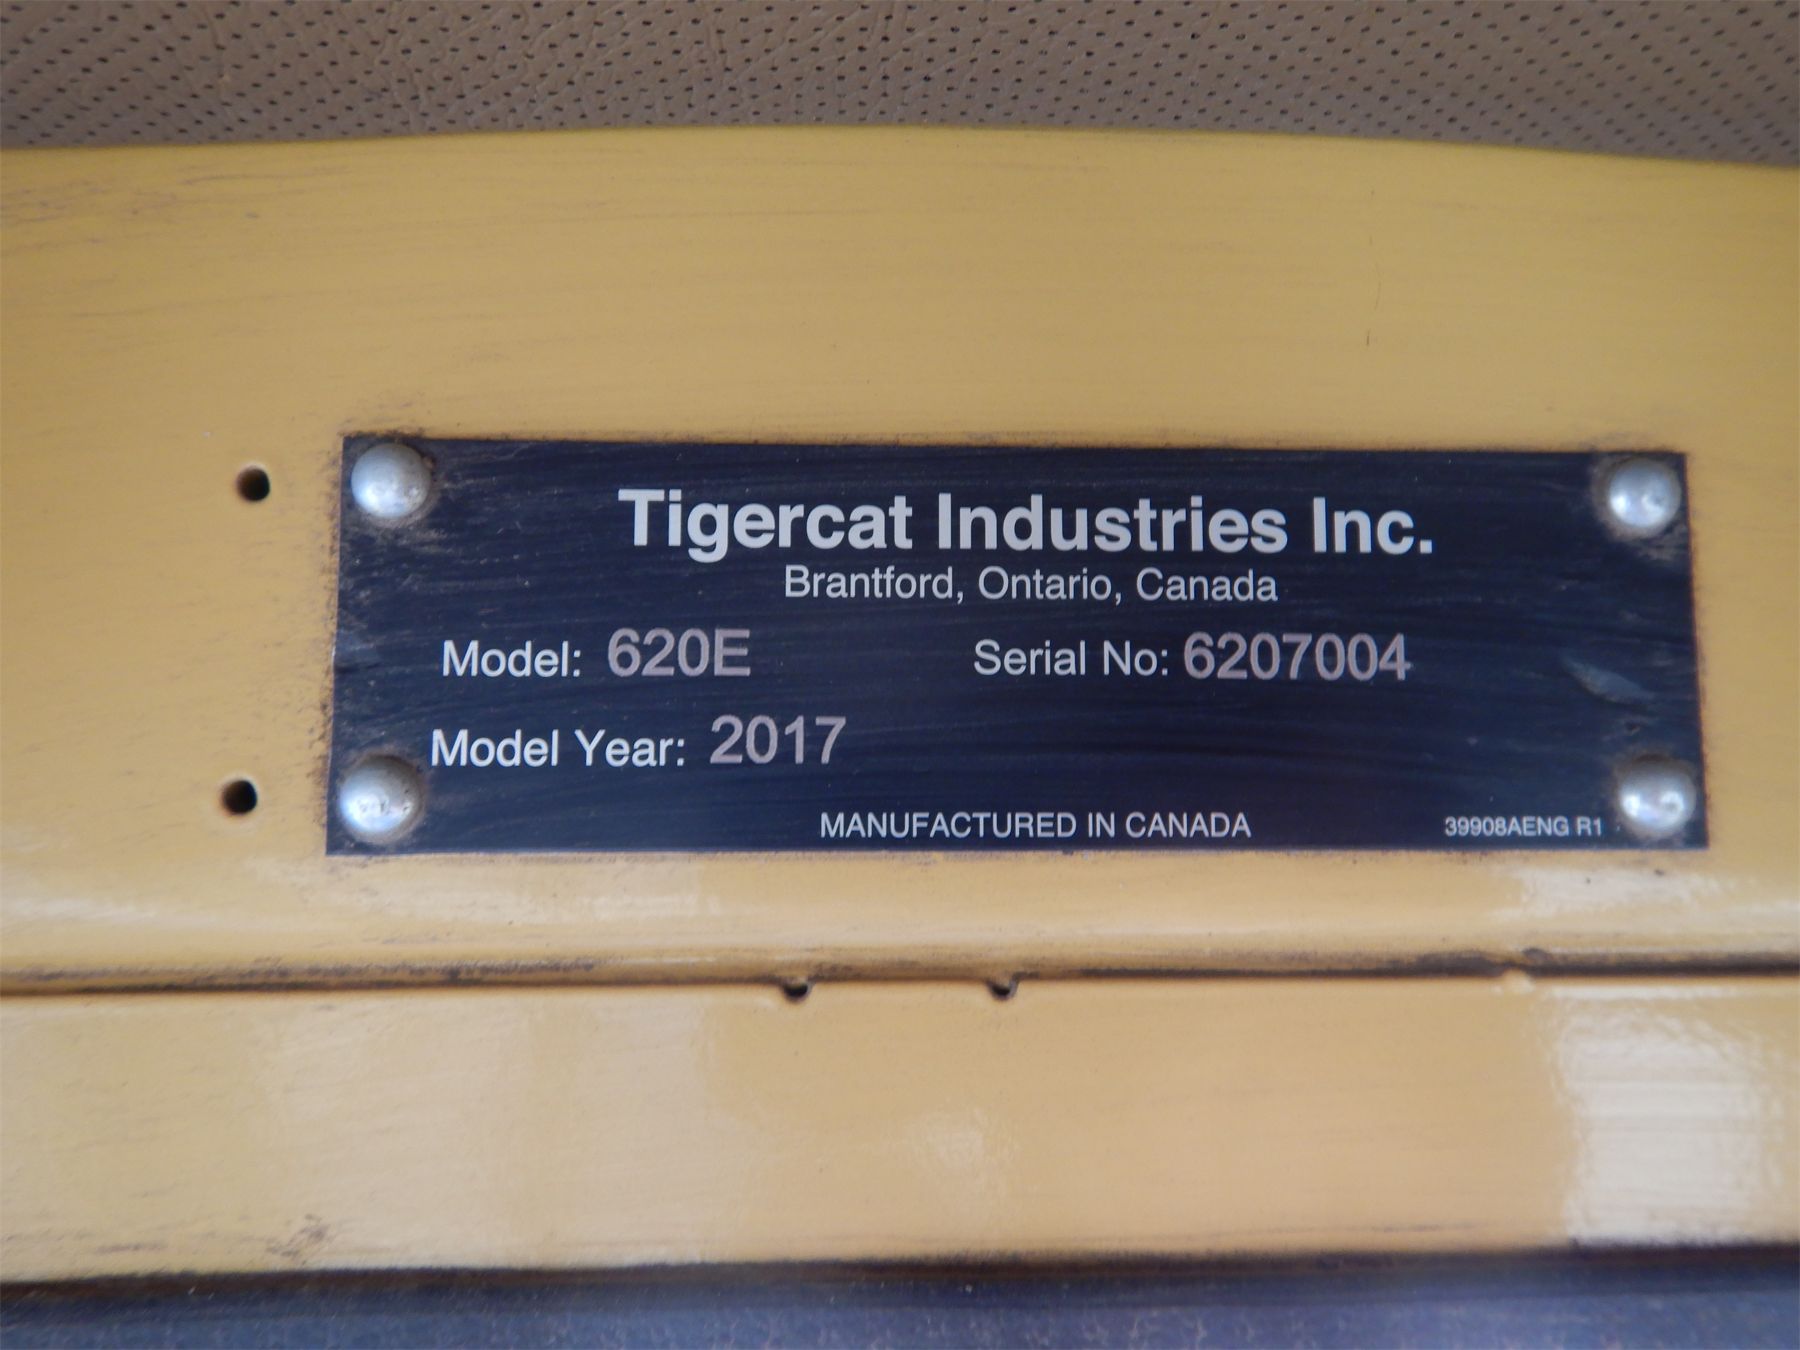 Tigercat Industries Inc.
Brantford, Ontario, Canada
Model: 620E Serial No: 6207004
Model Year: 2017
MANUFACTURED IN CANADA 39908AENG R1